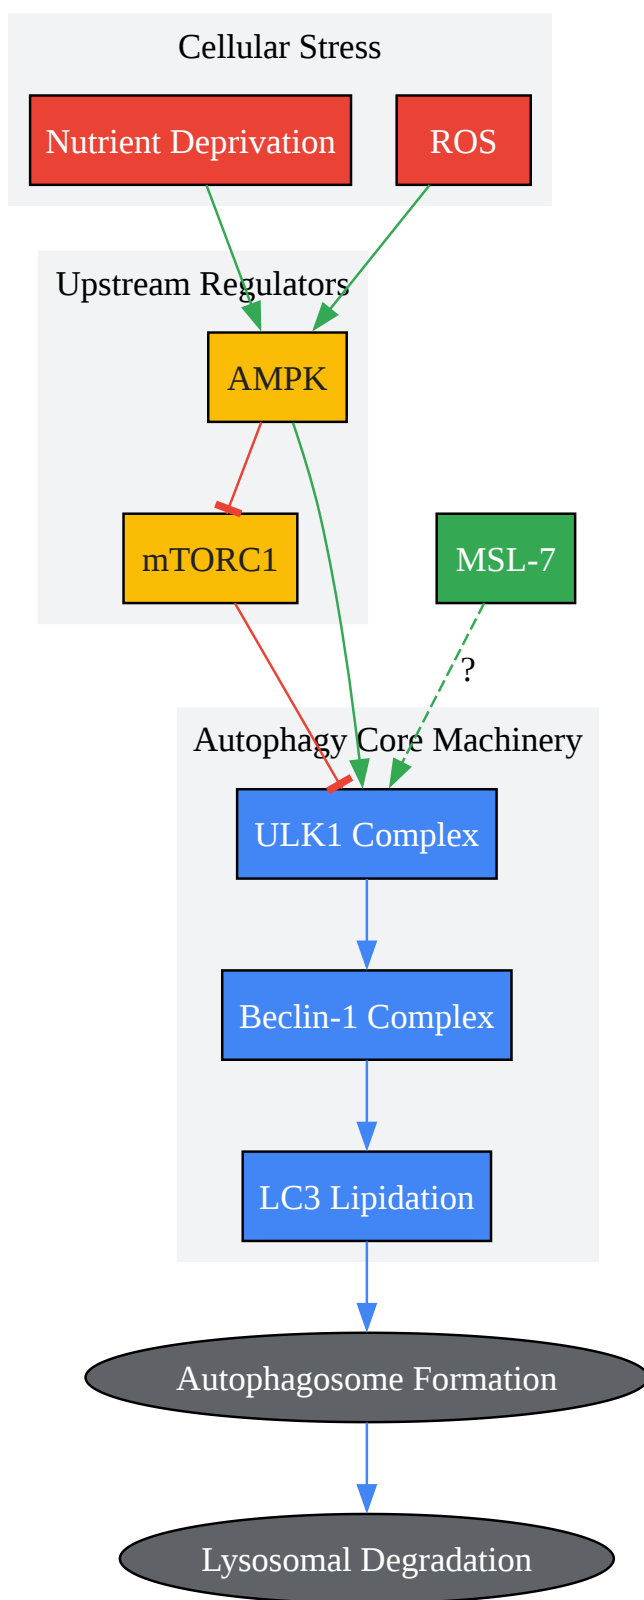 Cellular Stress
Nutrient Deprivation
ROS
Upstream Regulators
AMPK
mTORC1
MSL-7
?
Autophagy Core Machinery
ULK1 Complex
Beclin-1 Complex
LC3 Lipidation
Autophagosome Formation
Lysosomal Degradation